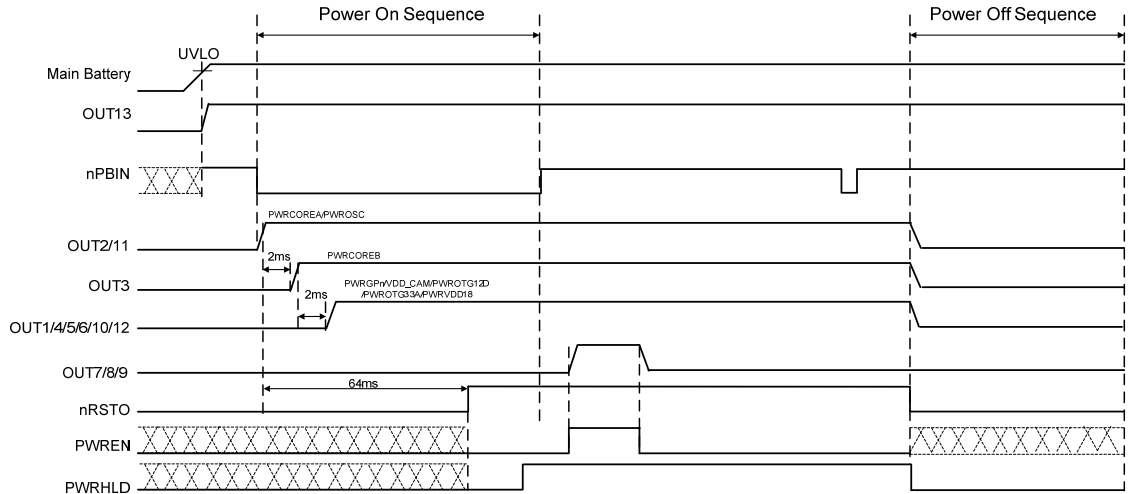 Power On Sequence
Power Off Sequence
UVLO
Main Battery
OUT13
nPBIN
PWRCOREA/PWROSC
OUT2/11
2ms
PWRCOREB
OUT3
2ms
PWRGPn/VDD_CAM/PWROTG12D
/PWROTG33A/PWRVDD18
OUT1/4/5/6/10/12
OUT7/8/9
64ms
nRSTO
PWREN
PWRHLD